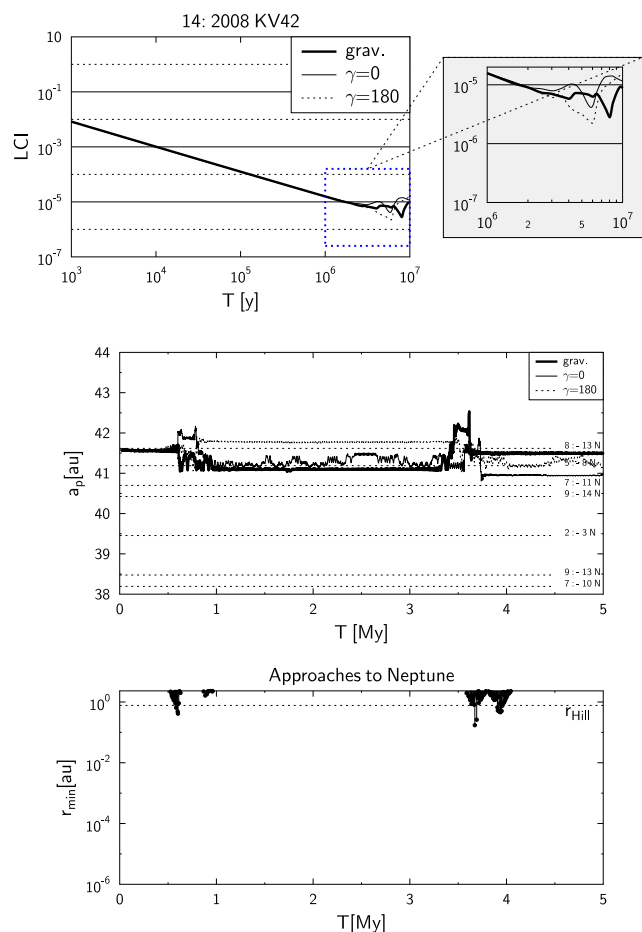 14: 2008 KV42
10
10^-1
10^-3
10^-5
10^-7
LCI
10^3 10^4 10^5 10^6 10^7
T [y]
grav.
γ=0
γ=180
10^-5
10^-6
10^-7
10^6 2 5 10^7
44
43
42
41
40
39
38
a_p[au]
grav.
γ=0
γ=180
8 : - 13 N
5 : - 8 N
7 : - 11 N
9 : - 14 N
2 : - 3 N
9 : - 13 N
7 : - 10 N
0 1 2 3 4 5
T [My]
Approaches to Neptune
10^0
10^-2
10^-4
10^-6
r_min[au]
r_Hill
0 1 2 3 4 5
T[My]